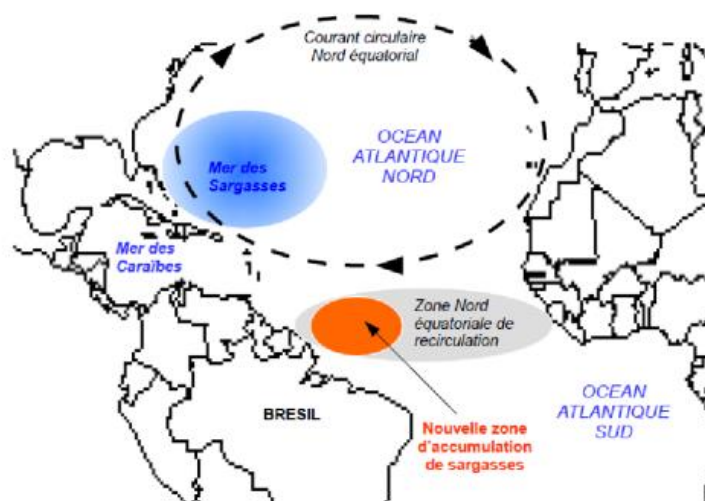 Courant circulaire
Nord équatorial
OCEAN
ATLANTIQUE
NORD
Mer des
Sargasses
Mer des
Caraïbes
Zone Nord
équatoriale de
recirculation
BRESIL
OCEAN
ATLANTIQUE
SUD
Nouvelle zone
d'accumulation
de sargasses